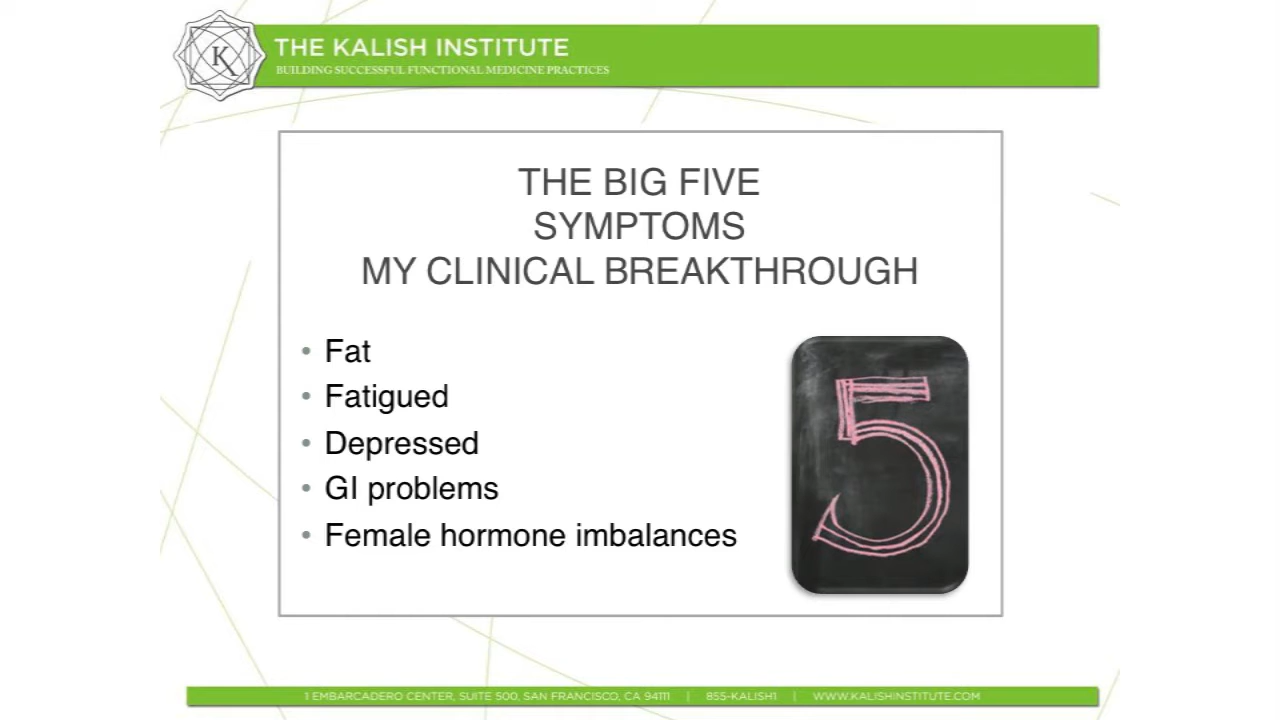 K
THE KALISH INSTITUTE
BUILDING SUCCESSFUL FUNCTIONAL MEDICINE PRACTICES
THE BIG FIVE
SYMPTOMS
MY CLINICAL BREAKTHROUGH
• Fat
• Fatigued
• Depressed
• GI problems
• Female hormone imbalances
5
1 EMBARCADERO CENTER, SUITE 500, SAN FRANCISCO, CA 94111 | 855-KALISH1 | WWW.KALISHINSTITUTE.COM